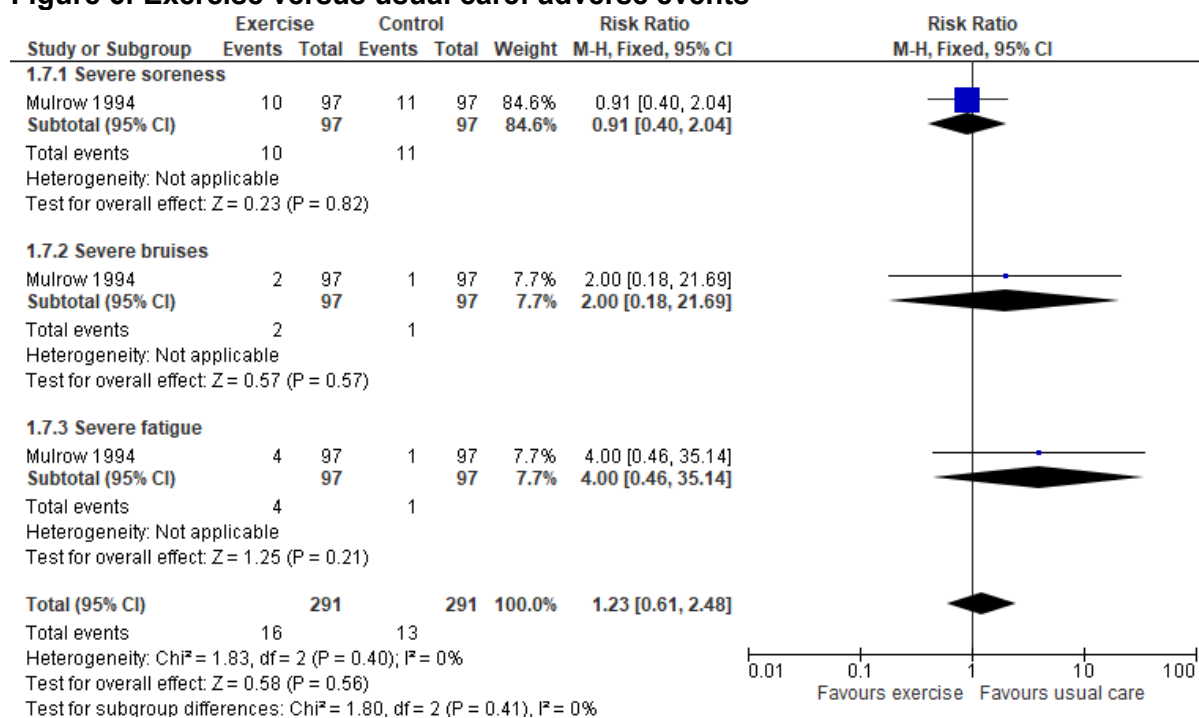 Figure 6: Exercise versus usual care: adverse events
Exercise Control Risk Ratio Risk Ratio
Study or Subgroup Events Total Events Total Weight M-H, Fixed, 95% CI M-H, Fixed, 95% CI
1.7.1 Severe soreness
Mulrow 1994 10 97 11 97 84.6% 0.91 [0.40, 2.04]
Subtotal (95% CI) 97 97 84.6% 0.91 [0.40, 2.04]
Total events 10 11
Heterogeneity: Not applicable
Test for overall effect: Z = 0.23 (P = 0.82)
1.7.2 Severe bruises
Mulrow 1994 2 97 1 97 7.7% 2.00 [0.18, 21.69]
Subtotal (95% CI) 97 97 7.7% 2.00 [0.18, 21.69]
Total events 2 1
Heterogeneity: Not applicable
Test for overall effect: Z = 0.57 (P = 0.57)
1.7.3 Severe fatigue
Mulrow 1994 4 97 1 97 7.7% 4.00 [0.46, 35.14]
Subtotal (95% CI) 97 97 7.7% 4.00 [0.46, 35.14]
Total events 4 1
Heterogeneity: Not applicable
Test for overall effect: Z = 1.25 (P = 0.21)
Total (95% CI) 291 291 100.0% 1.23 [0.61, 2.48]
Total events 16 13
Heterogeneity: Chi² = 1.83, df = 2 (P = 0.40); I² = 0%
Test for overall effect: Z = 0.58 (P = 0.56)
Test for subgroup differences: Chi² = 1.80, df = 2 (P = 0.41), I² = 0%
0.01 0.1 1 10 100
Favours exercise Favours usual care